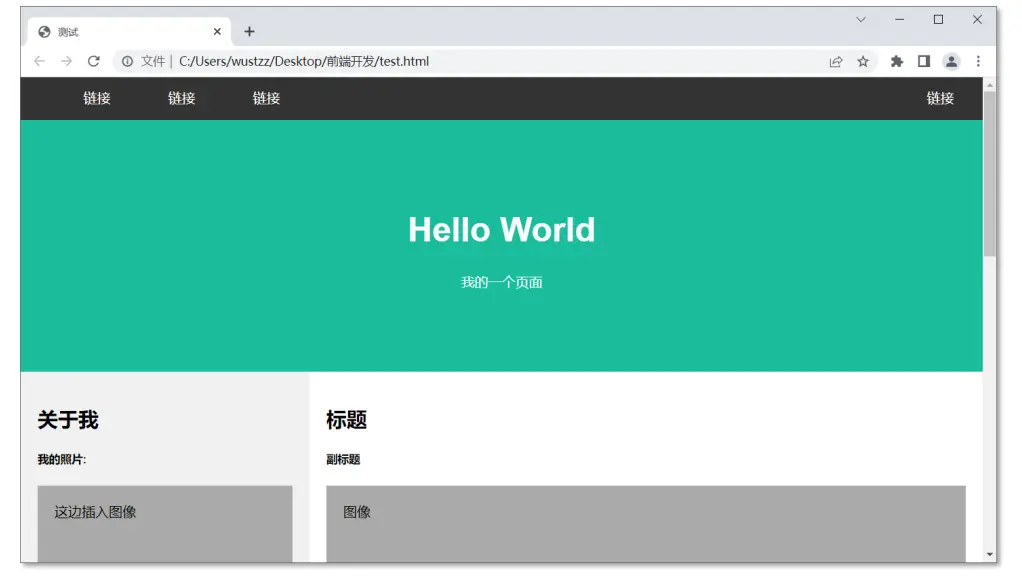 测试
文件 | C:/Users/wustzz/Desktop/前端开发/test.html
链接 链接 链接 链接
Hello World
我的一个页面
关于我
我的照片:
这边插入图像
标题
副标题
图像